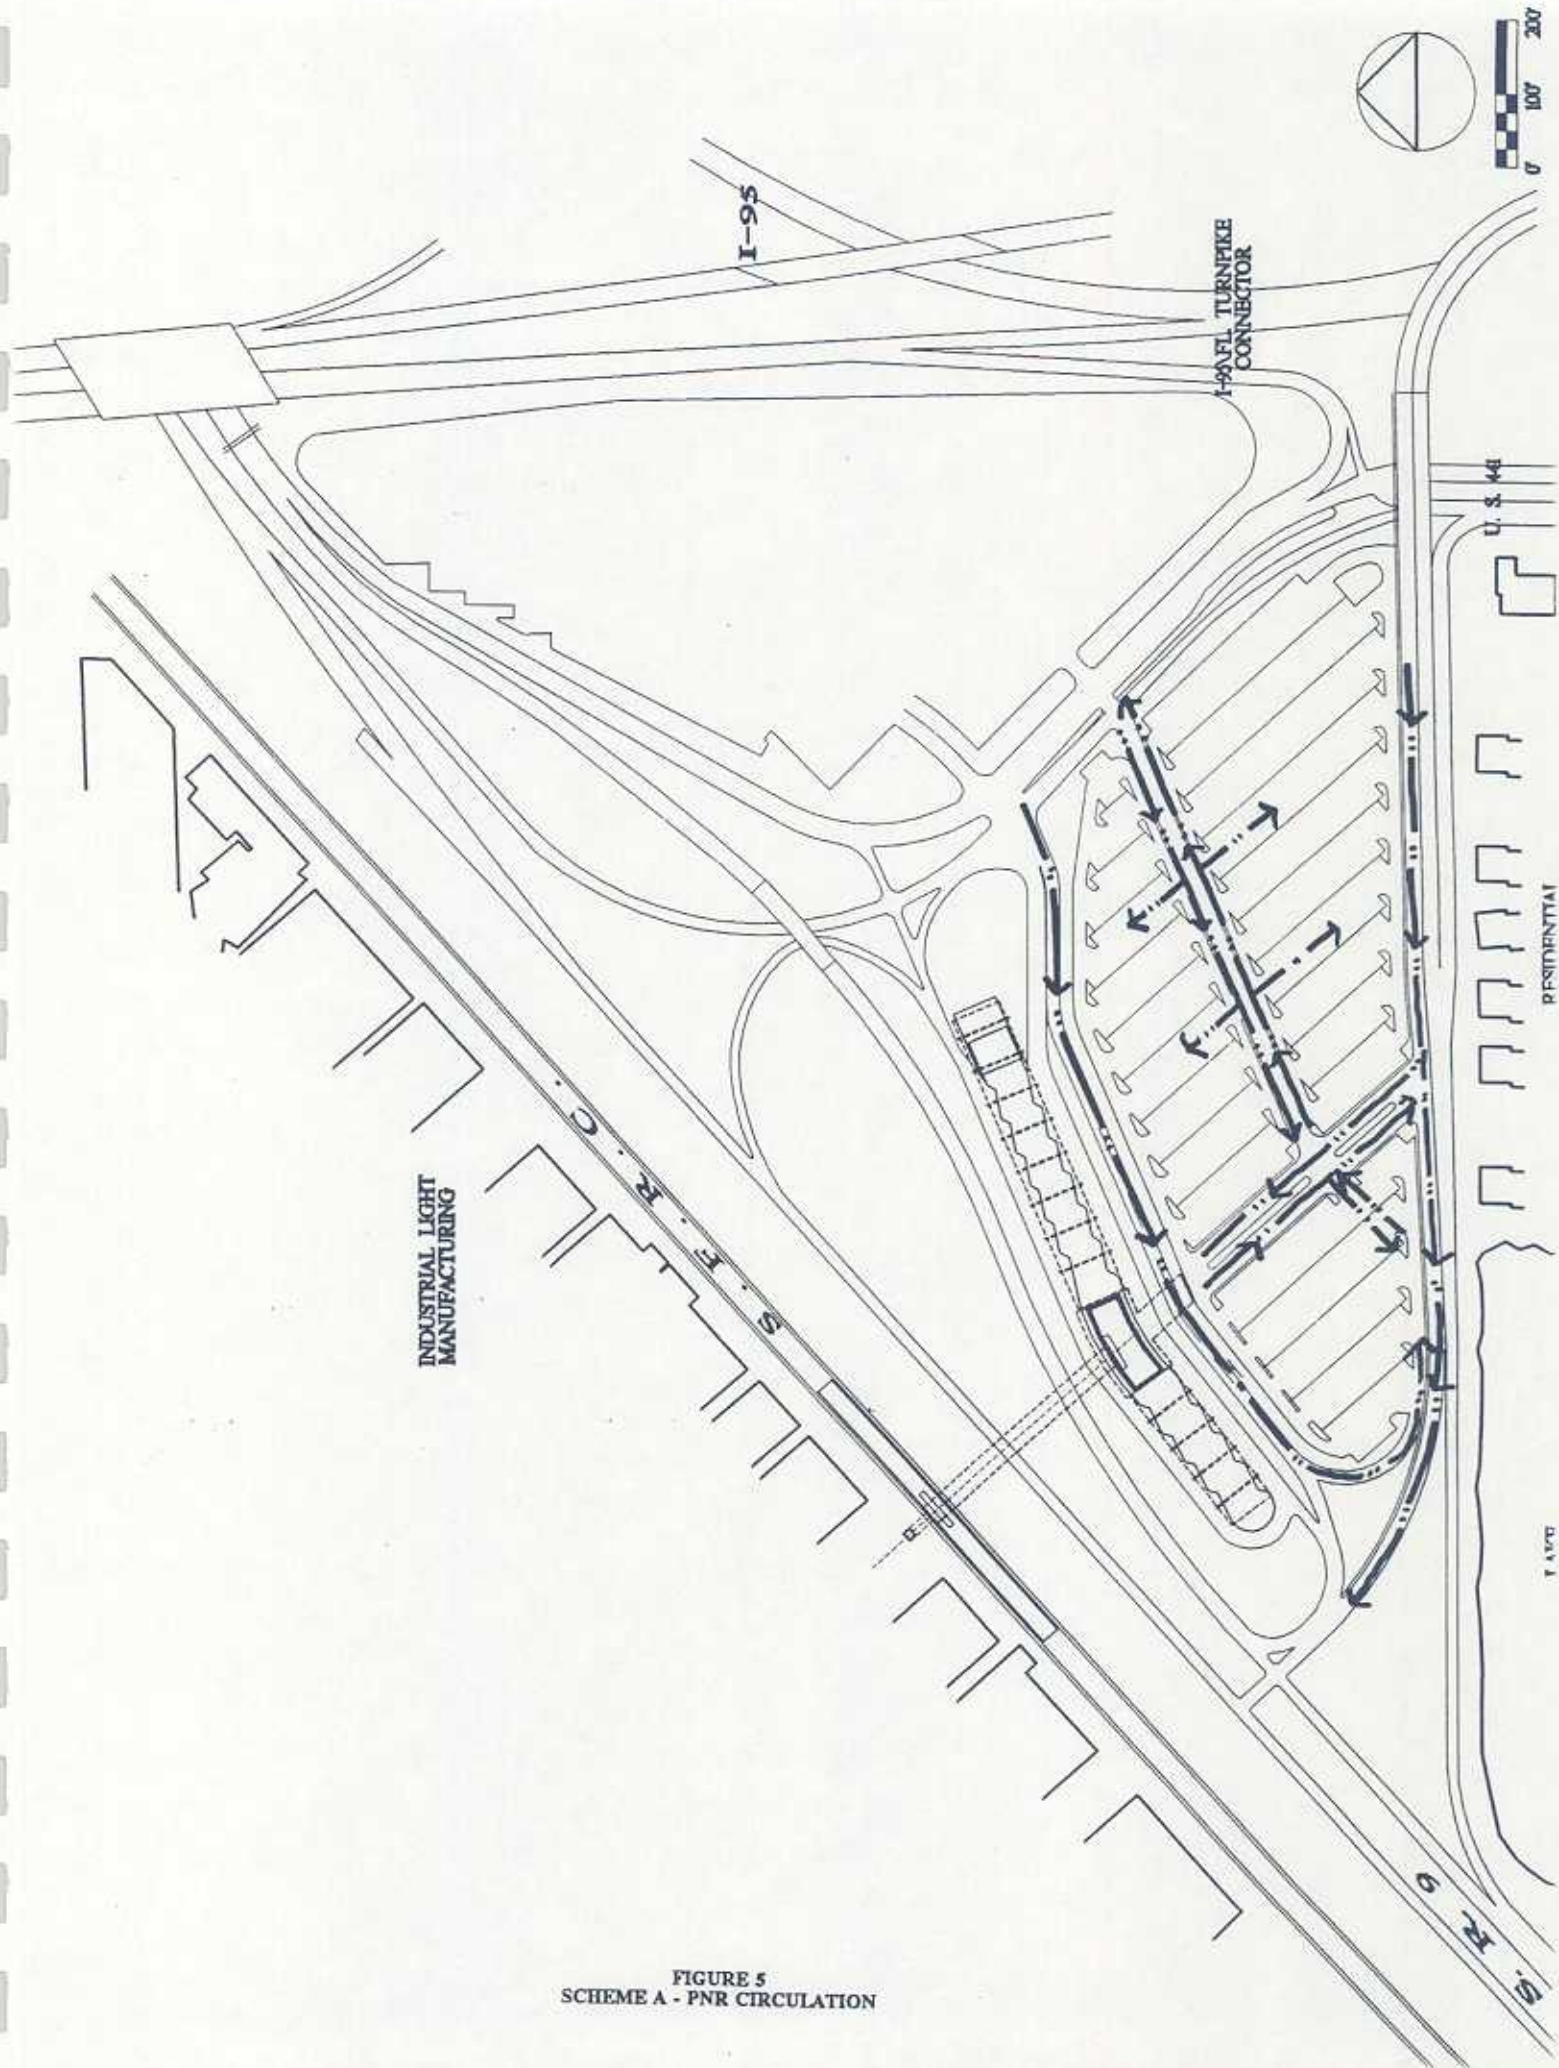 0' 100' 200'
I-95
I-95\FL. TURNPIKE
CONNECTOR
U. S. 441
RESIDENTIAL
INDUSTRIAL LIGHT
MANUFACTURING
S. F. R. C.
LAKE
S. R. 9
FIGURE 5
SCHEME A - PNR CIRCULATION